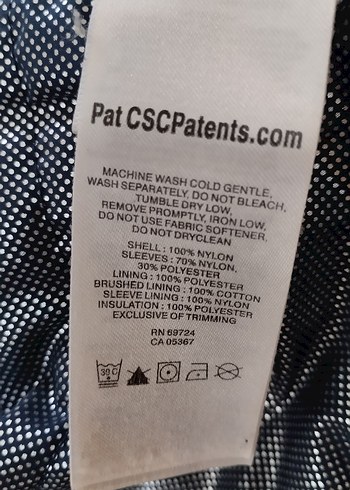 Pat CSCPatents.com
MACHINE WASH COLD GENTLE,
WASH SEPARATELY, DO NOT BLEACH,
TUMBLE DRY LOW,
REMOVE PROMPTLY, IRON LOW,
DO NOT USE FABRIC SOFTENER,
DO NOT DRYCLEAN
SHELL : 100% NYLON
SLEEVES : 70% NYLON,
30% POLYESTER
LINING : 100% POLYESTER
BRUSHED LINING : 100% COTTON
SLEEVE LINING : 100% NYLON
INSULATION : 100% POLYESTER
EXCLUSIVE OF TRIMMING
RN 69724
CA 05367
30 C